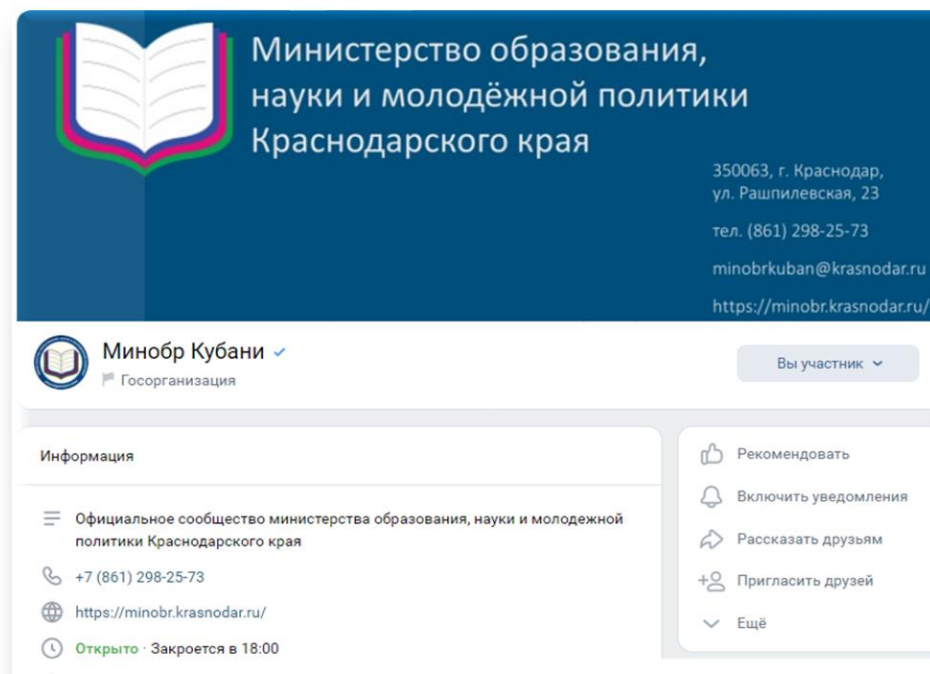 Министерство образования,
науки и молодёжной политики
Краснодарского края
350063, г. Краснодар,
ул. Рашпилевская, 23
тел. (861) 298-25-73
minobrkuban@krasnodar.ru
https://minobr.krasnodar.ru/
Минобр Кубани
Госорганизация
Вы участник
Информация
Официальное сообщество министерства образования, науки и молодежной
политики Краснодарского края
+7 (861) 298-25-73
https://minobr.krasnodar.ru/
Открыто · Закроется в 18:00
Рекомендовать
Включить уведомления
Рассказать друзьям
Пригласить друзей
Ещё